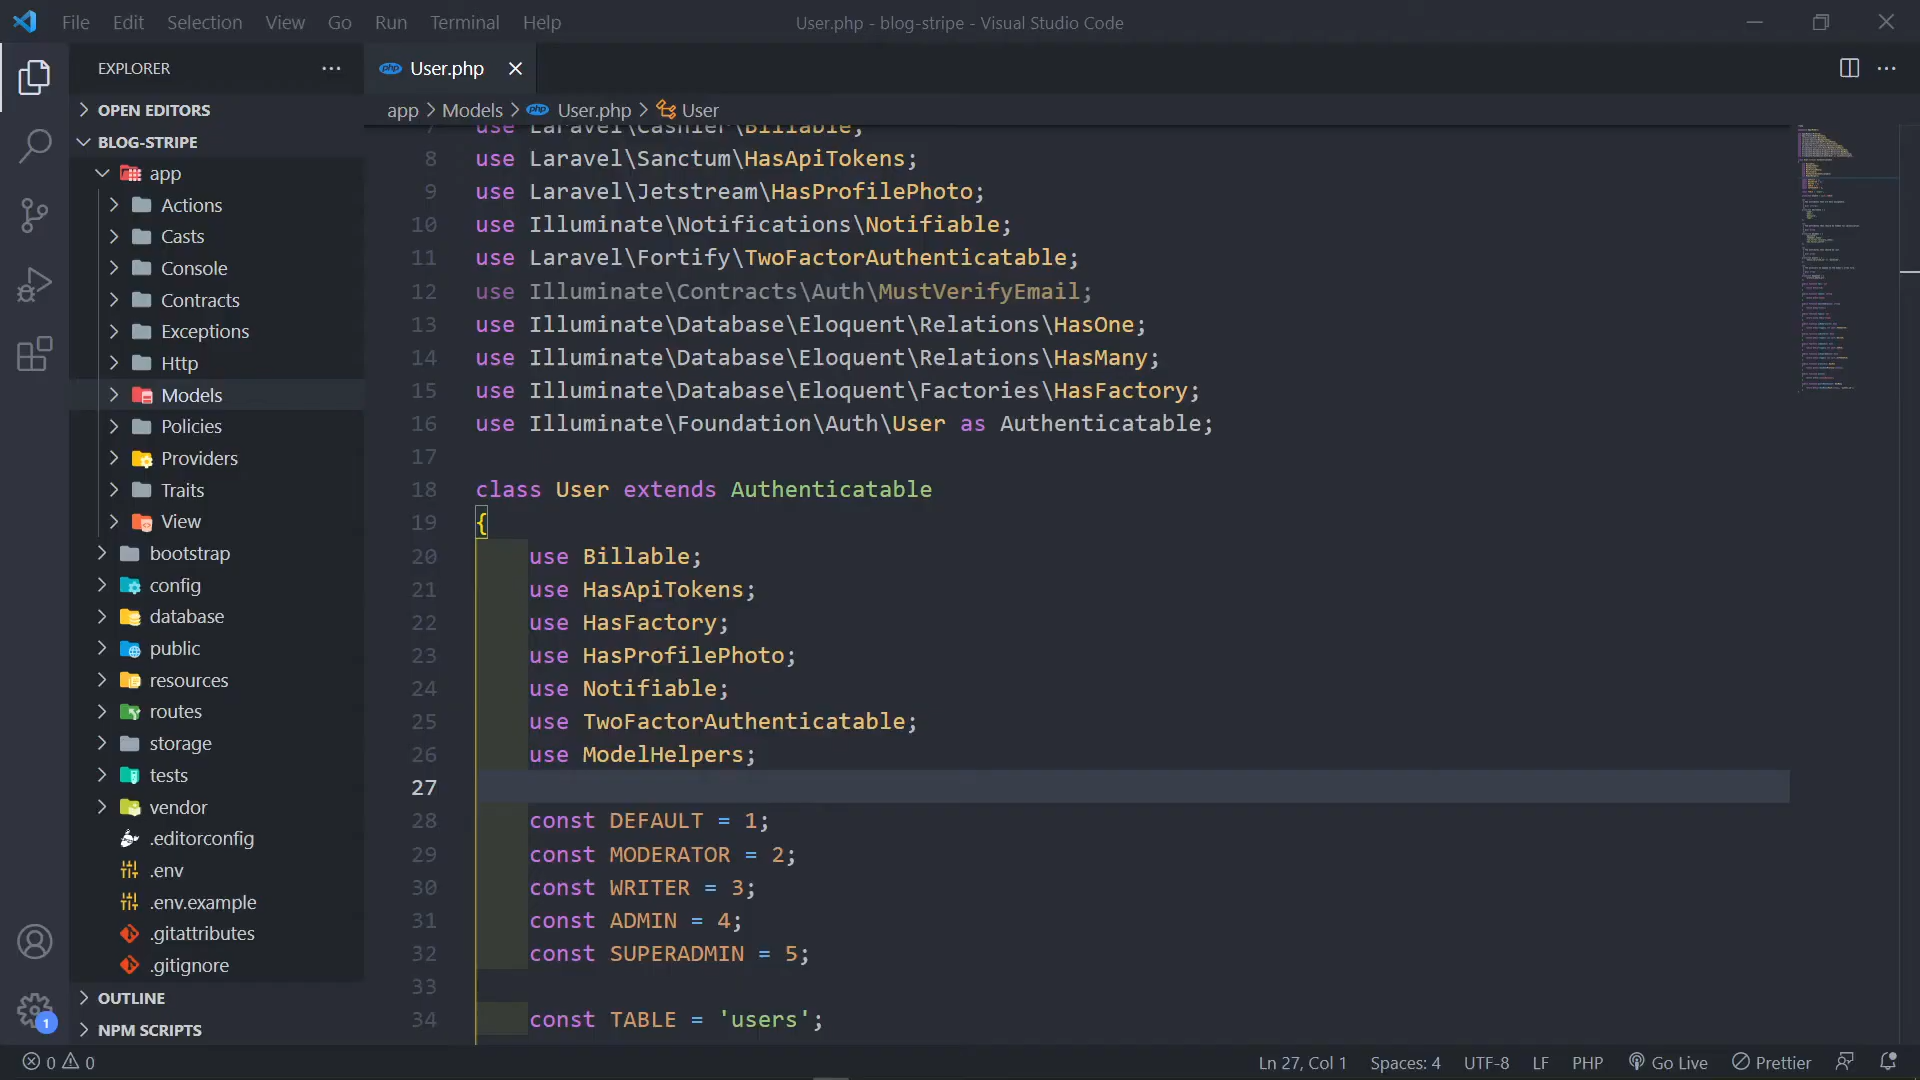 File Edit Selection View Go Run Terminal Help
User.php - blog-stripe - Visual Studio Code
EXPLORER
User.php
OPEN EDITORS
app > Models > User.php > User
BLOG-STRIPE
app
Actions
Casts
Console
Contracts
Exceptions
Http
Models
Policies
Providers
Traits
View
bootstrap
config
database
public
resources
routes
storage
tests
vendor
.editorconfig
.env
.env.example
.gitattributes
.gitignore
OUTLINE
NPM SCRIPTS
1
7 use Laravel\Cashier\Billable;
8 use Laravel\Sanctum\HasApiTokens;
9 use Laravel\Jetstream\HasProfilePhoto;
10 use Illuminate\Notifications\Notifiable;
11 use Laravel\Fortify\TwoFactorAuthenticatable;
12 use Illuminate\Contracts\Auth\MustVerifyEmail;
13 use Illuminate\Database\Eloquent\Relations\HasOne;
14 use Illuminate\Database\Eloquent\Relations\HasMany;
15 use Illuminate\Database\Eloquent\Factories\HasFactory;
16 use Illuminate\Foundation\Auth\User as Authenticatable;
17
18 class User extends Authenticatable
19 {
20 use Billable;
21 use HasApiTokens;
22 use HasFactory;
23 use HasProfilePhoto;
24 use Notifiable;
25 use TwoFactorAuthenticatable;
26 use ModelHelpers;
27
28 const DEFAULT = 1;
29 const MODERATOR = 2;
30 const WRITER = 3;
31 const ADMIN = 4;
32 const SUPERADMIN = 5;
33
34 const TABLE = 'users';
0 0
Ln 27, Col 1 Spaces: 4 UTF-8 LF PHP Go Live Prettier